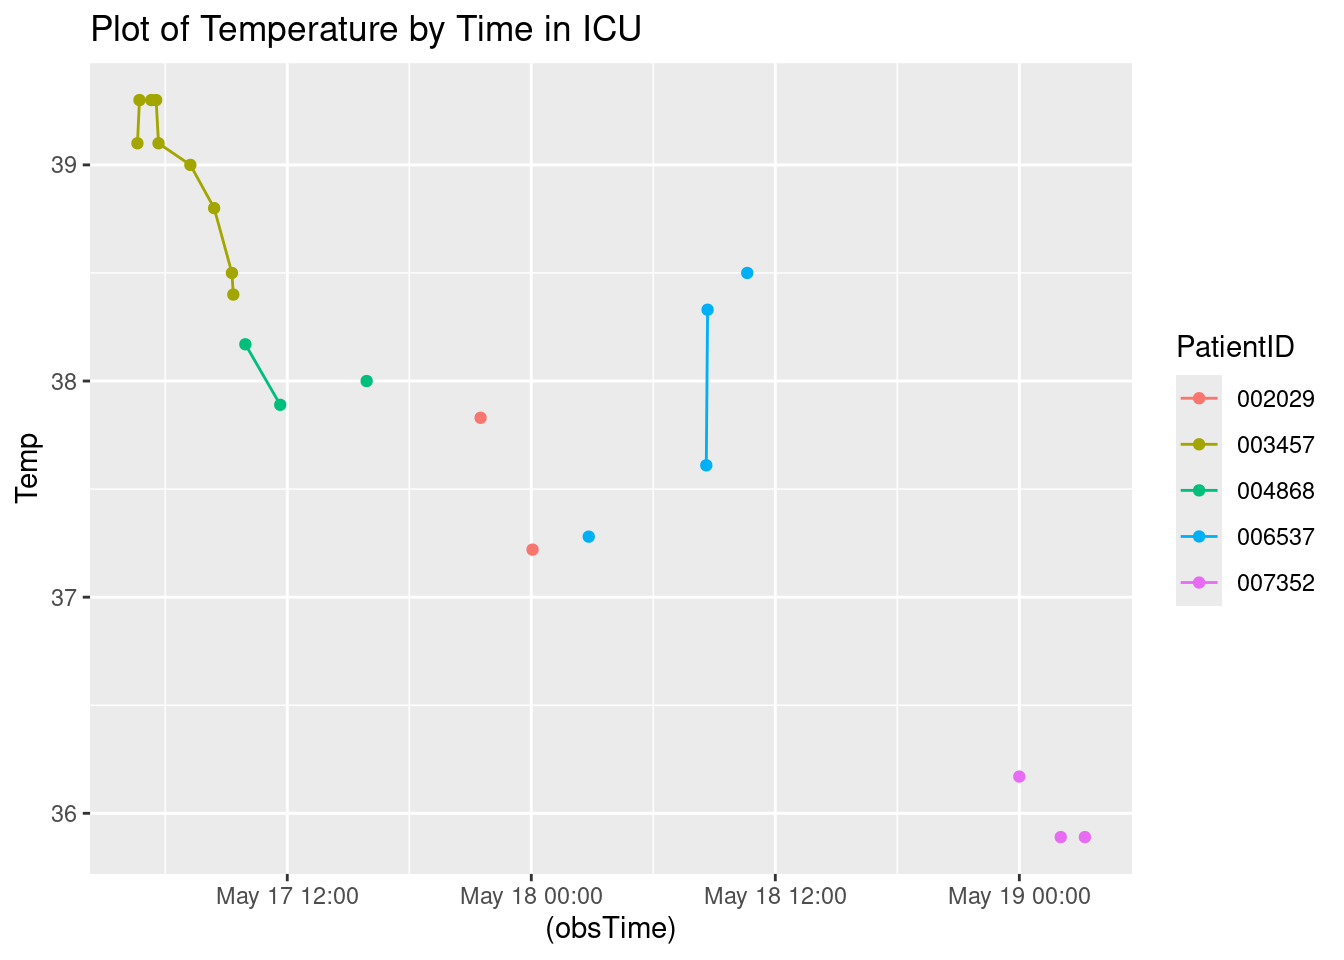 Plot of Temperature by Time in ICU
39
38
37
36
Temp
May 17 12:00
May 18 00:00
May 18 12:00
May 19 00:00
(obsTime)
PatientID
002029
003457
004868
006537
007352